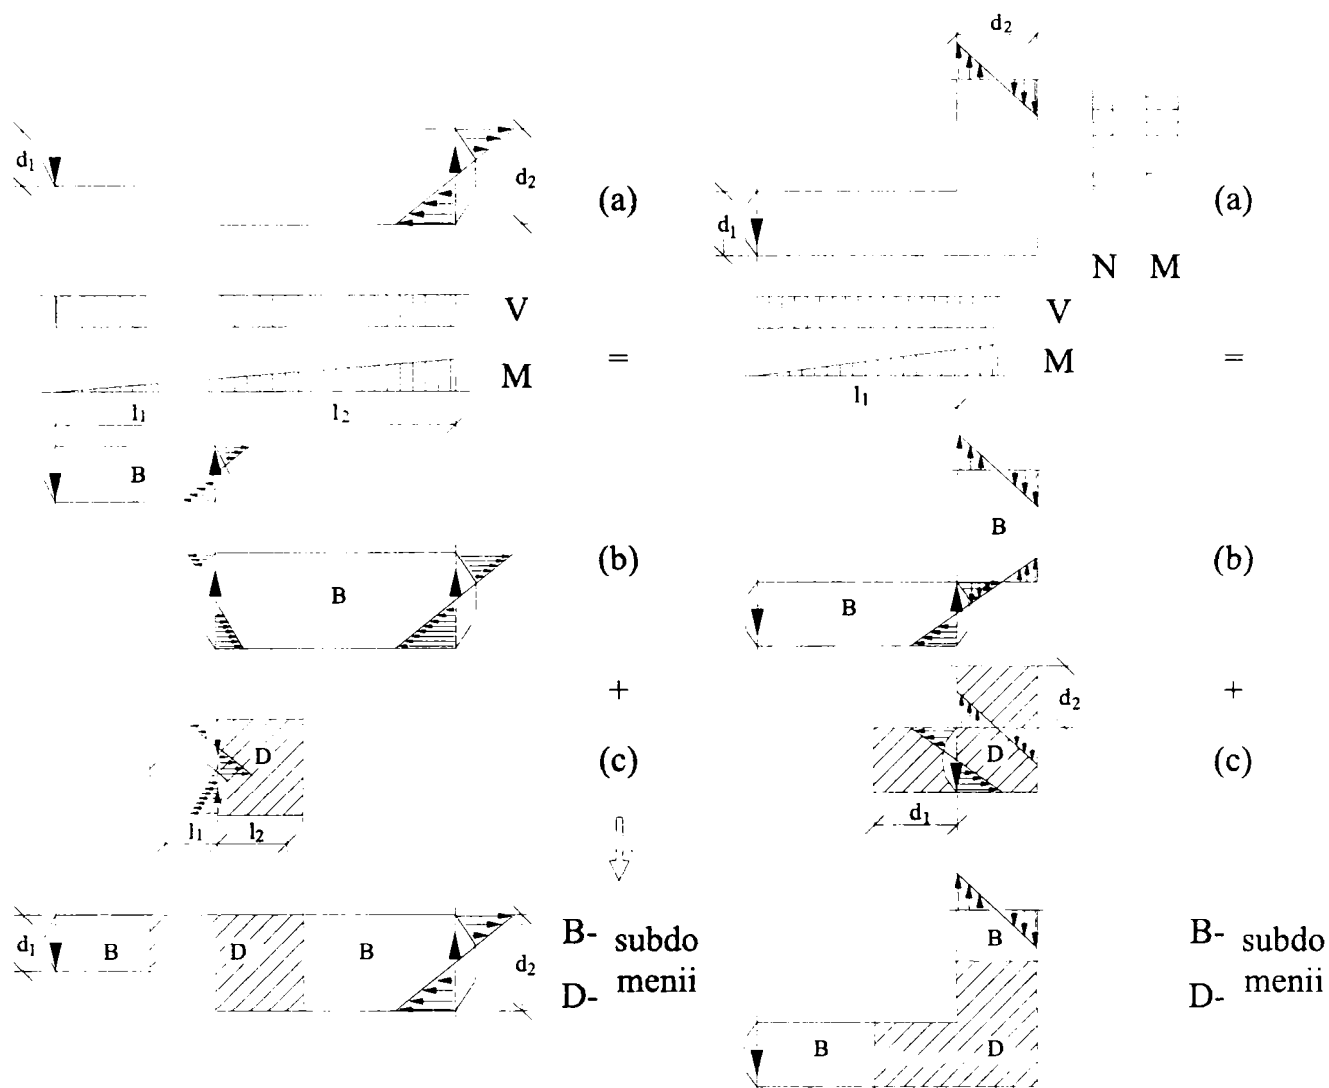 d₂
d₁
d₂
(a)
d₁
(a)
N M
V
V
M
=
M
=
l₁
l₂
l₁
B
B
B
(b)
B
(b)
+
d₂
+
D
(c)
D
(c)
l₁
l₂
d₁
d₁
B
D
B
d₂
B- subdo
D- menii
B
B- subdo
D- menii
B
D